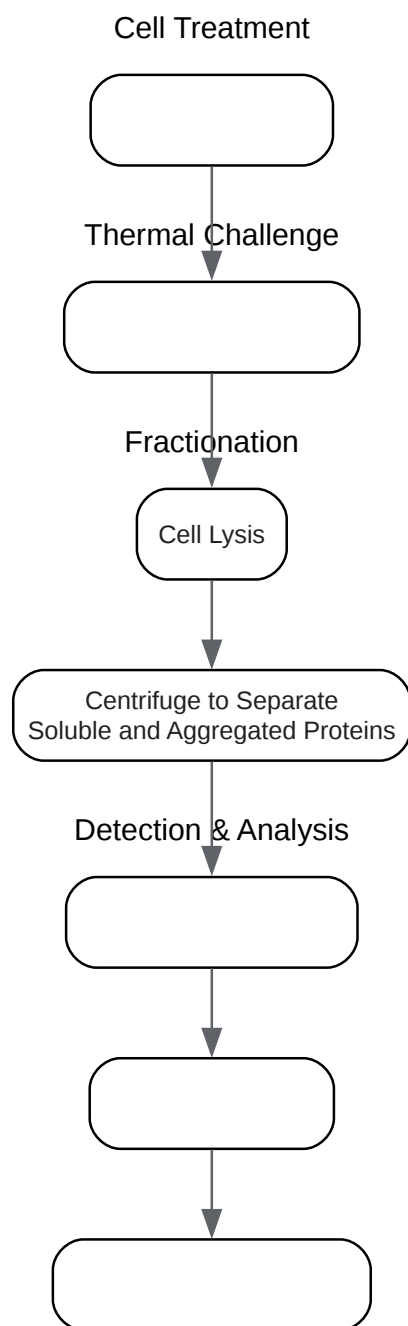 Cell Treatment
Thermal Challenge
Fractionation
Cell Lysis
Centrifuge to Separate
Soluble and Aggregated Proteins
Detection & Analysis